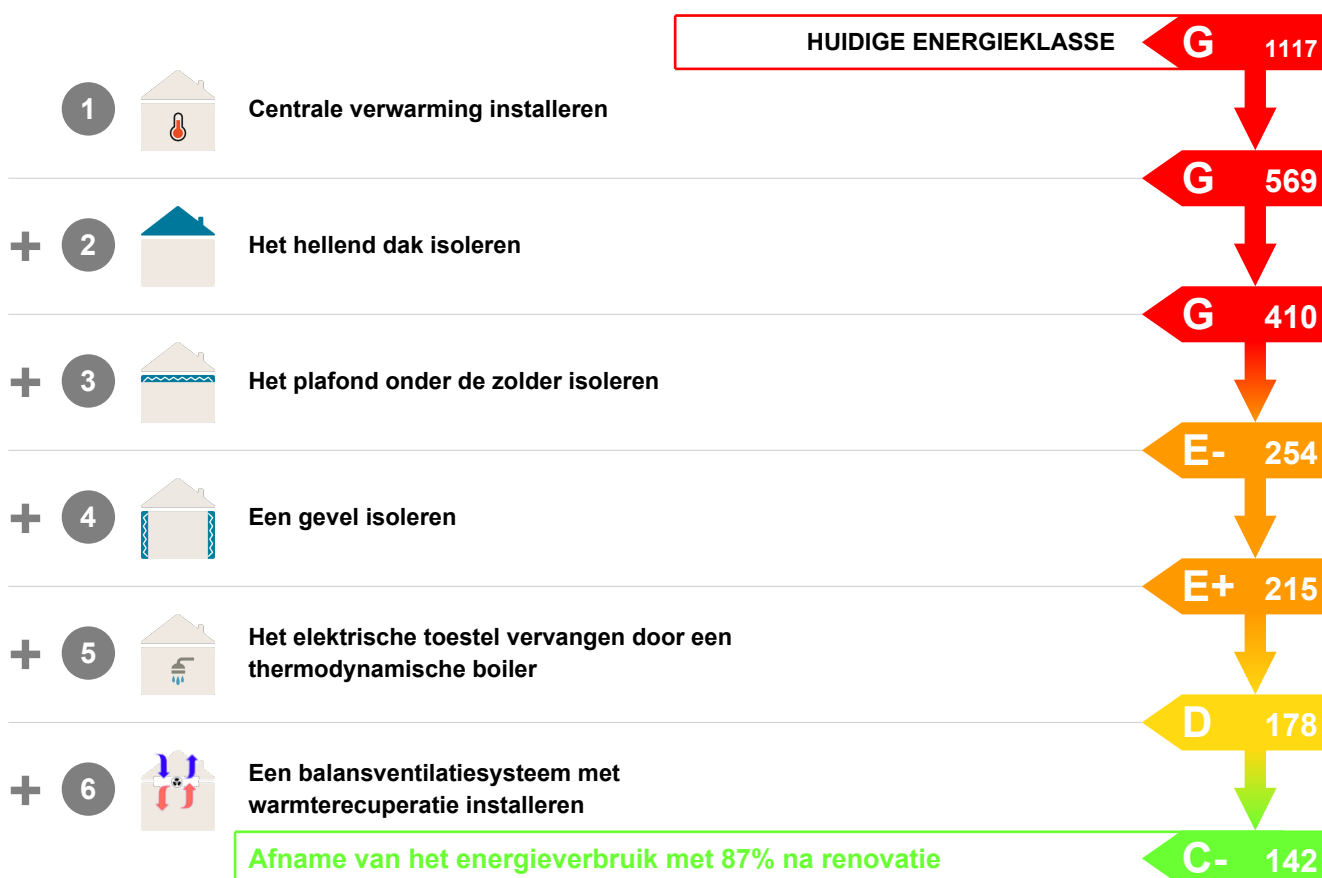 HUIDIGE ENERGIEKLASSE G 1117
1 Centrale verwarming installeren
G 569
+ 2 Het hellend dak isoleren
G 410
+ 3 Het plafond onder de zolder isoleren
E- 254
+ 4 Een gevel isoleren
E+ 215
+ 5 Het elektrische toestel vervangen door een
thermodynamische boiler
D 178
+ 6 Een balansventilatiesysteem met
warmterecuperatie installeren
Afname van het energieverbruik met 87% na renovatie C- 142